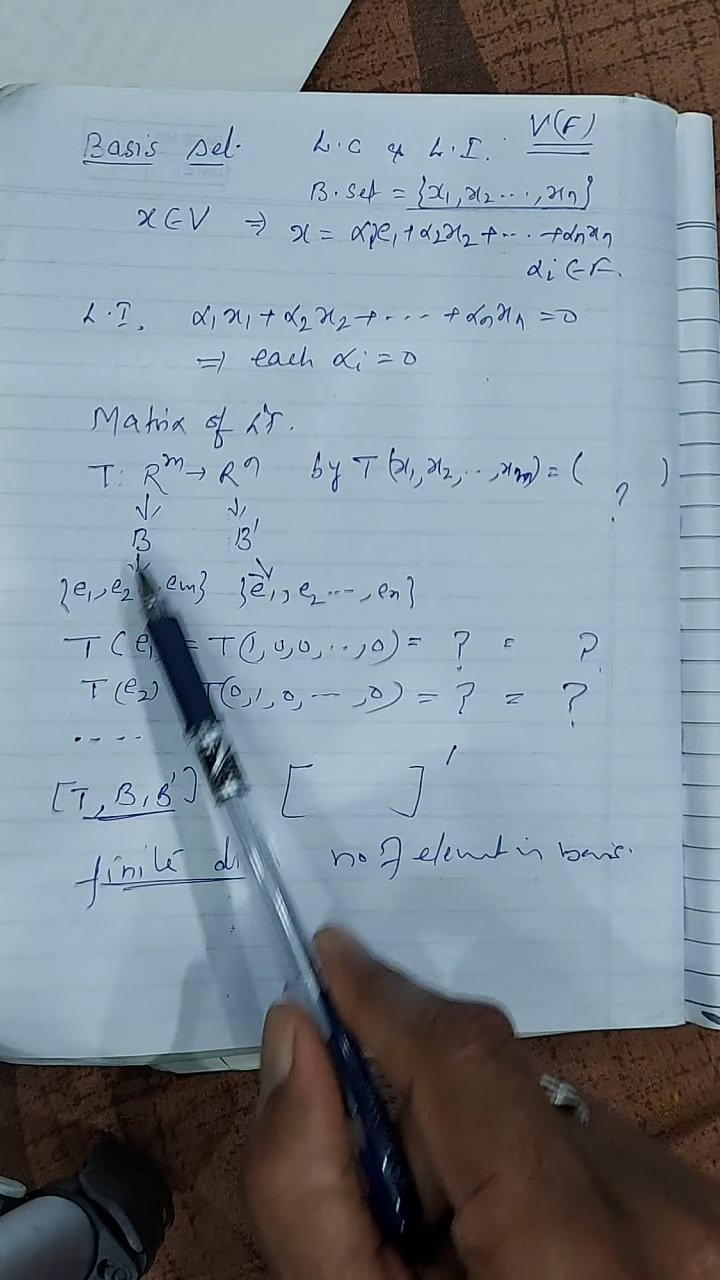 Basis set. L.C & L.I. V(F)
B.set = {x1, x2 ..., xn}
x ∈ V ⇒ x = α1x1 + α2x2 + ... + αnxn
αi ∈ F.
L.I. α1x1 + α2x2 + .... + αnxn = 0
⇒ each αi = 0
Matrix of LT.
T: R^m → R^n by T(x1, x2, .., xm) = ( ? )
B B'
{e1, e2 , em} {e1, e2 ..., en}
T(e1 = T(1, 0, 0, .., 0) = ? = ?
T(e2) T(0, 1, 0, ..., 0) = ? = ?
.....
[T, B, B'] [ ]'
finite di no of element in basis.